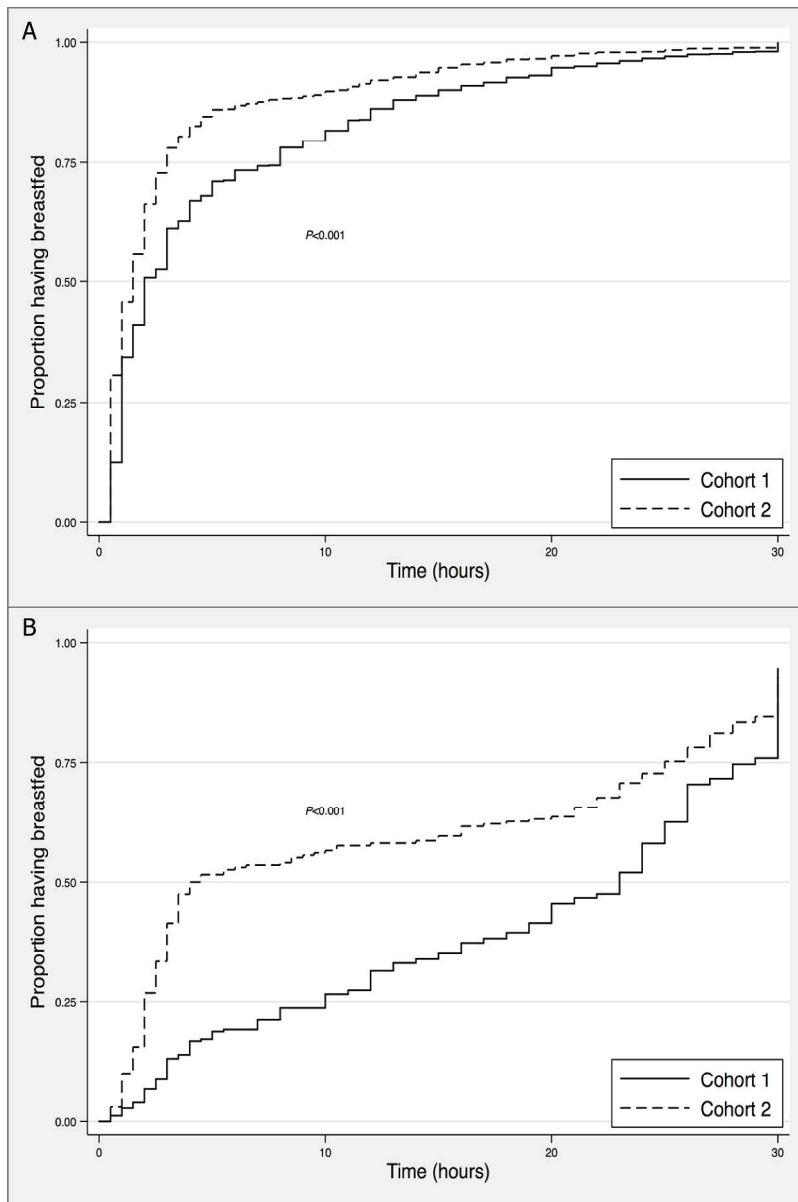 A
1.00
0.75
0.50
0.25
0.00
Proportion having breastfed
P<0.001
Cohort 1
Cohort 2
0 10 20 30
Time (hours)
B
1.00
0.75
0.50
0.25
0.00
Proportion having breastfed
P<0.001
Cohort 1
Cohort 2
0 10 20 30
Time (hours)